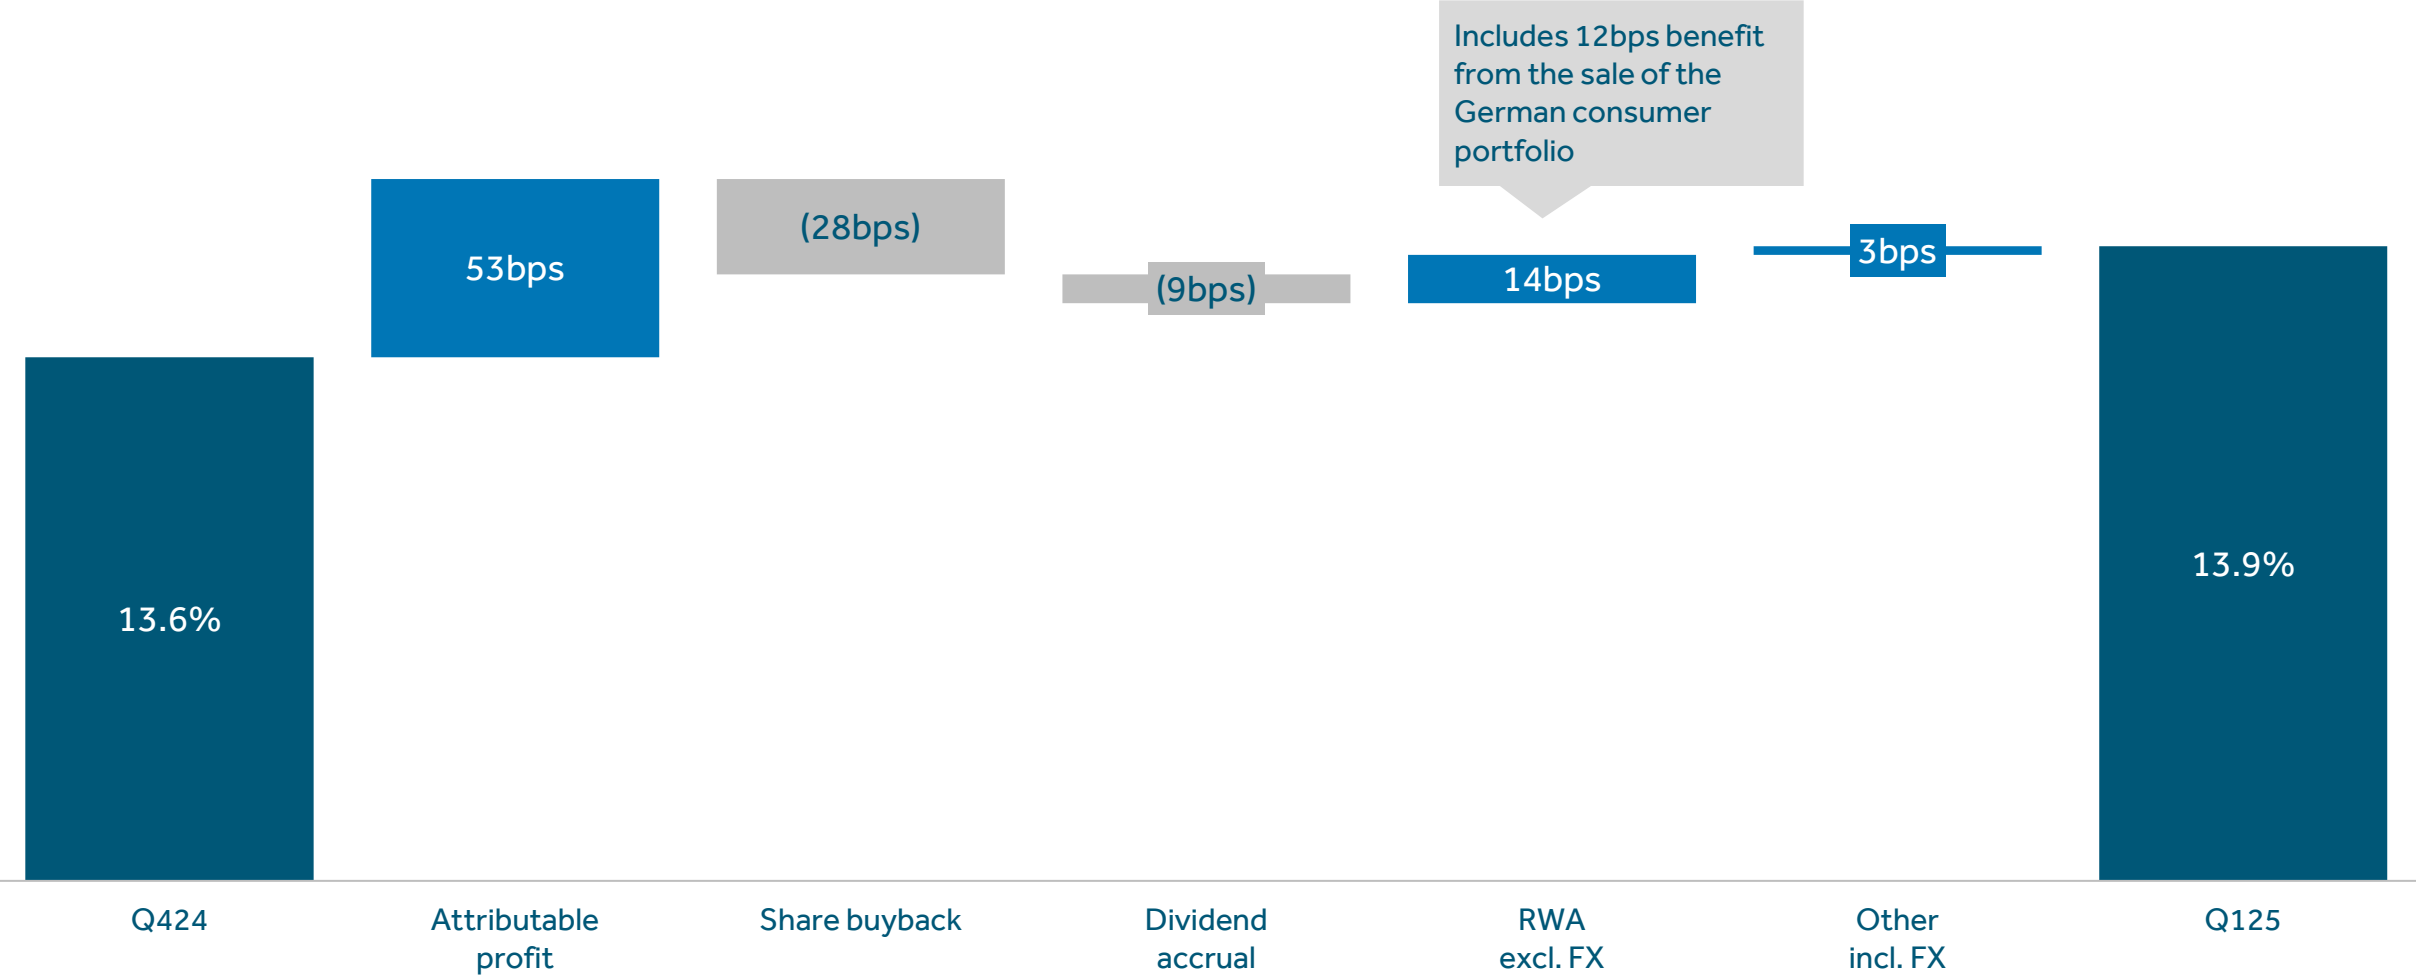 Includes 12bps benefit
from the sale of the
German consumer
portfolio
53bps
(28bps)
(9bps)
14bps
3bps
13.6%
13.9%
Q424
Attributable
profit
Share buyback
Dividend
accrual
RWA
excl. FX
Other
incl. FX
Q125